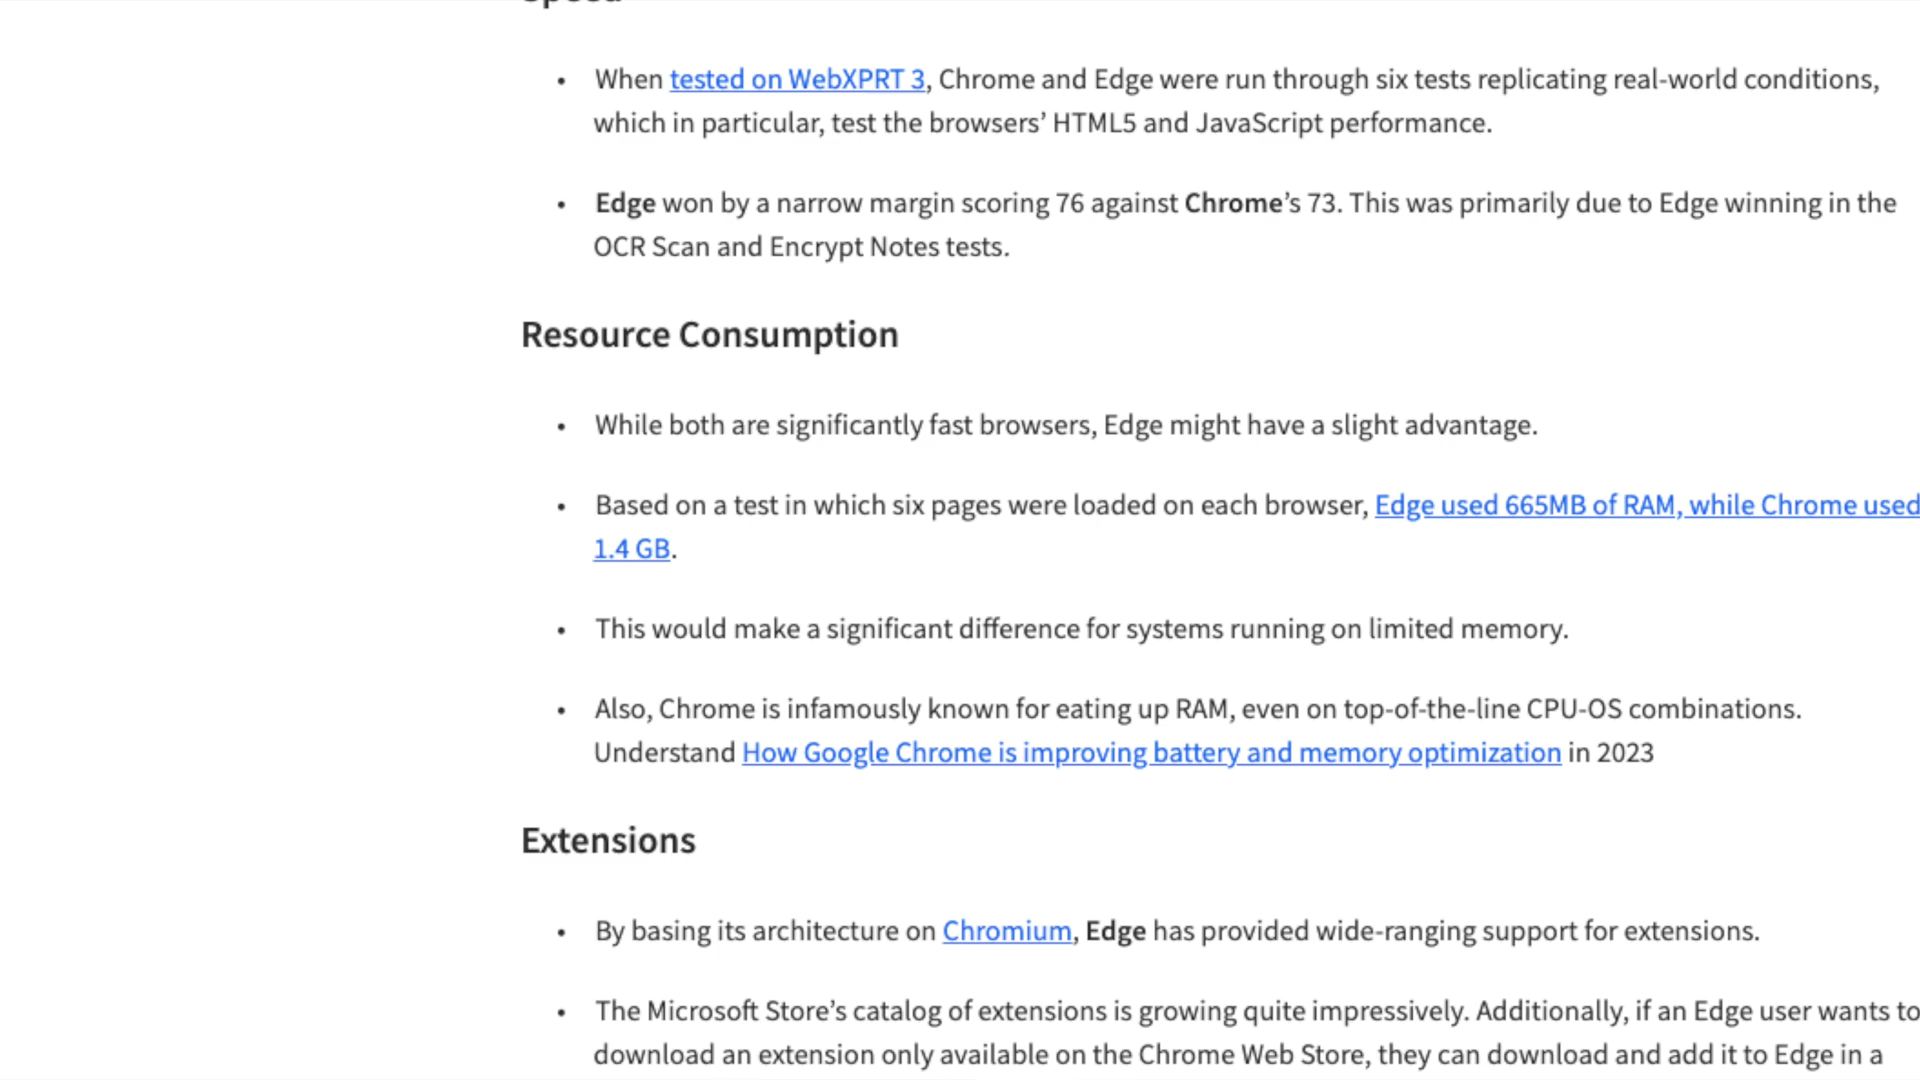 Speed
• When tested on WebXPRT 3, Chrome and Edge were run through six tests replicating real-world conditions,
which in particular, test the browsers’ HTML5 and JavaScript performance.
• Edge won by a narrow margin scoring 76 against Chrome’s 73. This was primarily due to Edge winning in the
OCR Scan and Encrypt Notes tests.
Resource Consumption
• While both are significantly fast browsers, Edge might have a slight advantage.
• Based on a test in which six pages were loaded on each browser, Edge used 665MB of RAM, while Chrome used
1.4 GB.
• This would make a significant difference for systems running on limited memory.
• Also, Chrome is infamously known for eating up RAM, even on top-of-the-line CPU-OS combinations.
Understand How Google Chrome is improving battery and memory optimization in 2023
Extensions
• By basing its architecture on Chromium, Edge has provided wide-ranging support for extensions.
• The Microsoft Store’s catalog of extensions is growing quite impressively. Additionally, if an Edge user wants to
download an extension only available on the Chrome Web Store, they can download and add it to Edge in a